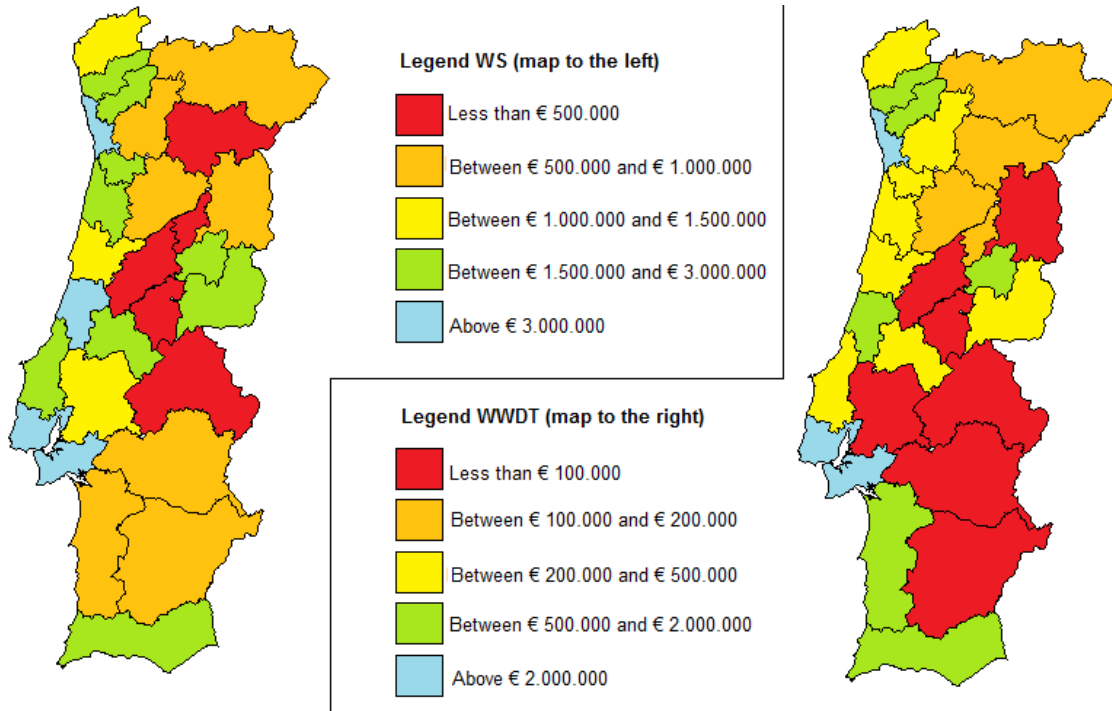 Legend WS (map to the left)
Less than € 500.000
Between € 500.000 and € 1.000.000
Between € 1.000.000 and € 1.500.000
Between € 1.500.000 and € 3.000.000
Above € 3.000.000
Legend WWDT (map to the right)
Less than € 100.000
Between € 100.000 and € 200.000
Between € 200.000 and € 500.000
Between € 500.000 and € 2.000.000
Above € 2.000.000